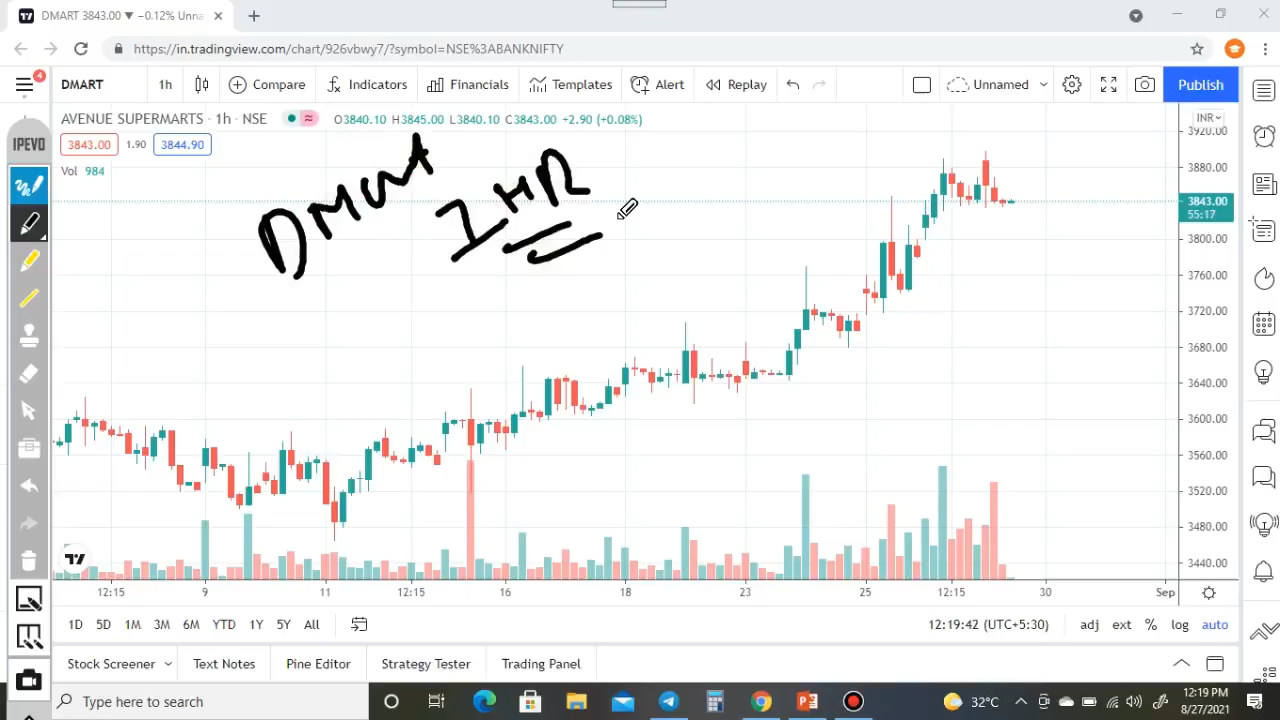 DMART 3843.00 ▼ −0.12% Unna
https://in.tradingview.com/chart/926vbwy7/?symbol=NSE%3ABANKNIFTY
4
DMART 1h Compare Indicators Financials Templates Alert Replay Unnamed Publish
AVENUE SUPERMARTS · 1h · NSE O3840.10 H3845.00 L3840.10 C3843.00 +2.90 (+0.08%)
INR
IPEVO
3843.00 1.90 3844.90
Vol 984
DMart 1HR
3920.00
3880.00
3843.00
55:17
3800.00
3760.00
3720.00
3680.00
3640.00
3600.00
3560.00
3520.00
3480.00
3440.00
12:15 9 11 12:15 16 18 23 25 12:15 30 Sep
1D 5D 1M 3M 6M YTD 1Y 5Y All 12:19:42 (UTC+5:30) adj ext % log auto
Stock Screener Text Notes Pine Editor Strategy Tester Trading Panel
Type here to search 32°C 12:19 PM
8/27/2021